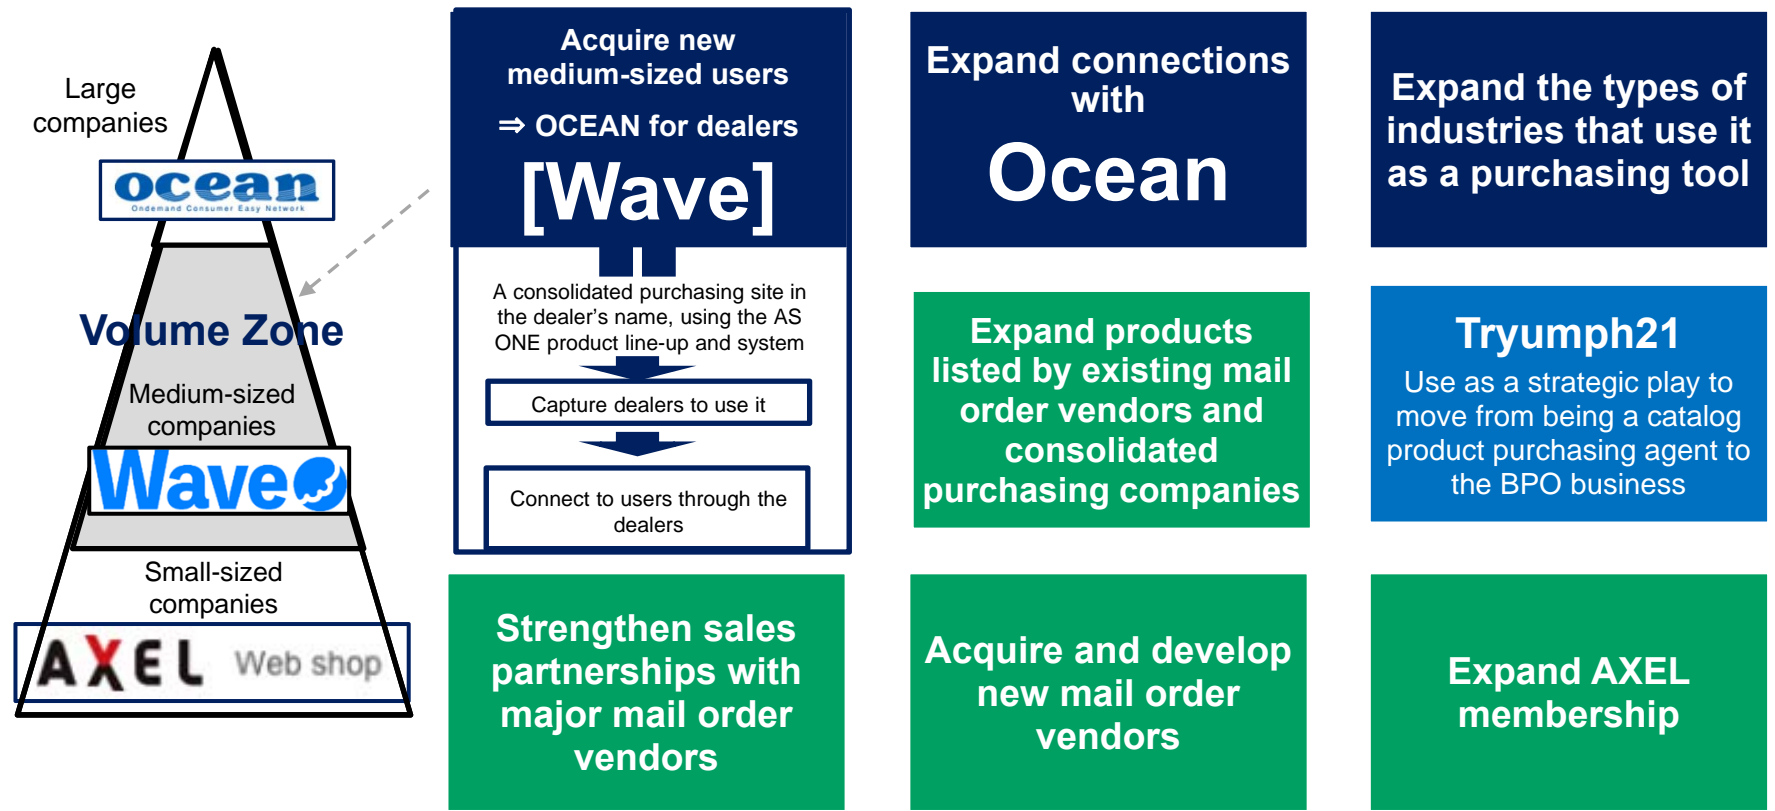 Large
companies
ocean
Ondemand Consumer Easy Network
Volume Zone
Medium-sized
companies
Wave
Small-sized
companies
AXEL Web shop
Acquire new
medium-sized users
⇒ OCEAN for dealers
[Wave]
A consolidated purchasing site in
the dealer's name, using the AS
ONE product line-up and system
Capture dealers to use it
Connect to users through the
dealers
Expand connections
with
Ocean
Expand the types of
industries that use it
as a purchasing tool
Expand products
listed by existing mail
order vendors and
consolidated
purchasing companies
Tryumph21
Use as a strategic play to
move from being a catalog
product purchasing agent to
the BPO business
Strengthen sales
partnerships with
major mail order
vendors
Acquire and develop
new mail order
vendors
Expand AXEL
membership